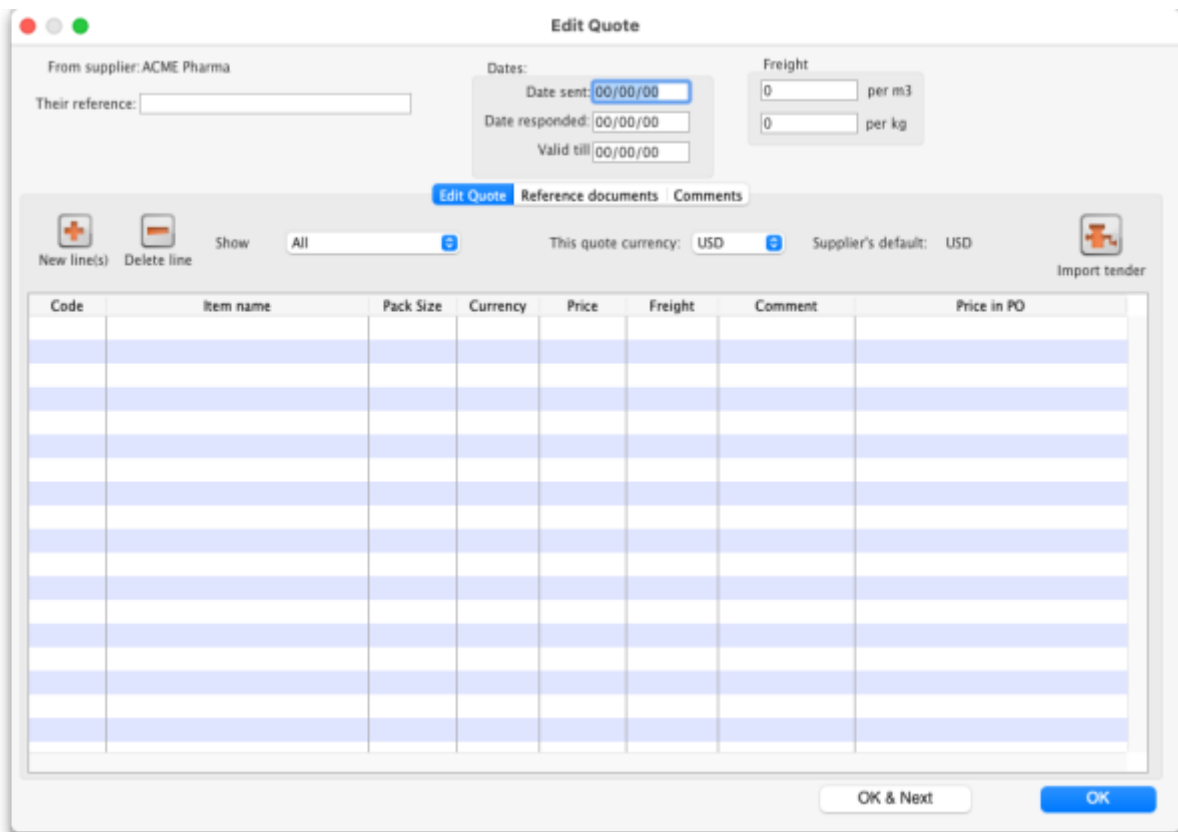 Edit Quote
From supplier: ACME Pharma
Their reference:
Dates:
Date sent: 00/00/00
Date responded: 00/00/00
Valid till 00/00/00
Freight
0 per m3
0 per kg
Edit Quote Reference documents Comments
New line(s) Delete line Show All This quote currency: USD Supplier's default: USD Import tender
Code Item name Pack Size Currency Price Freight Comment Price in PO
OK & Next OK